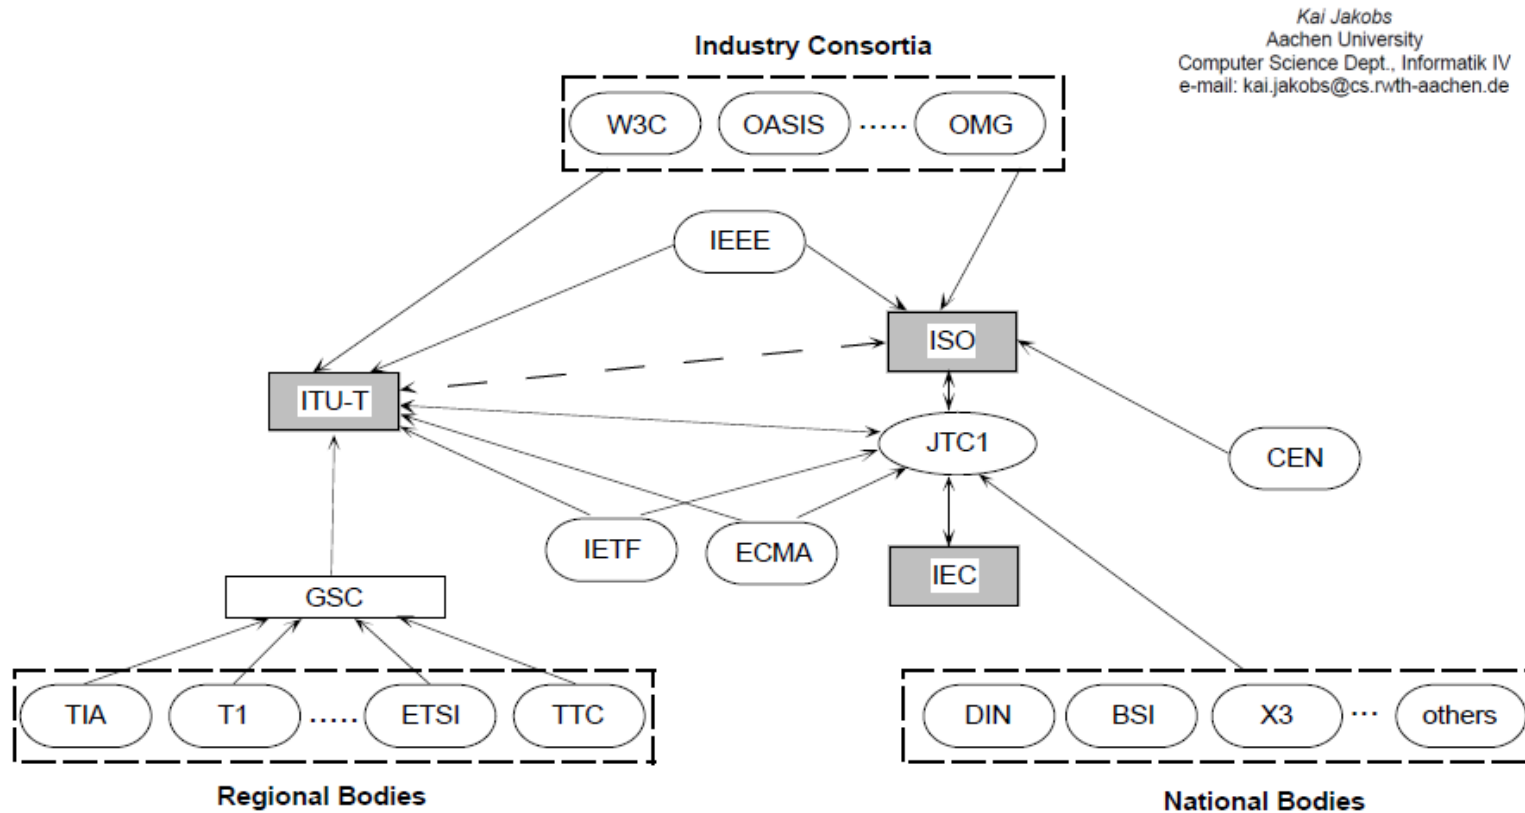 Kai Jakobs
Aachen University
Computer Science Dept., Informatik IV
e-mail: kai.jakobs@cs.rwth-aachen.de
Industry Consortia
W3C OASIS ..... OMG
IEEE
ISO
ITU-T
JTC1
CEN
IETF ECMA
IEC
GSC
TIA T1 ..... ETSI TTC
DIN BSI X3 ... others
Regional Bodies
National Bodies